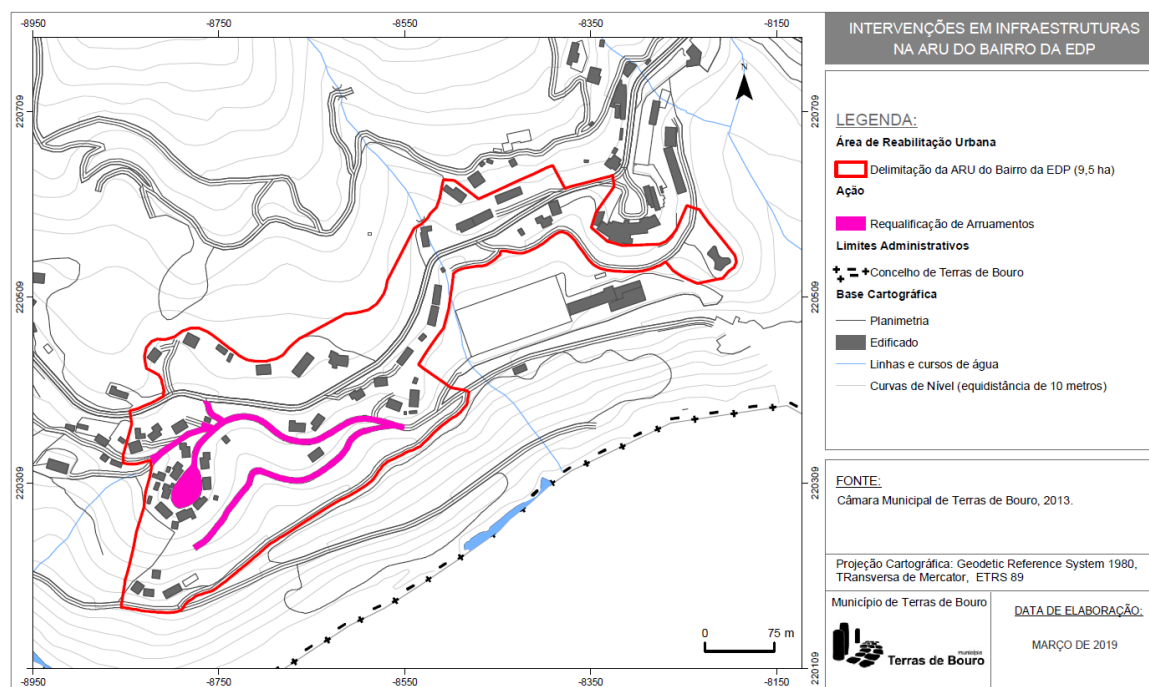 -8950 -8750 -8550 -8350 -8150
INTERVENÇÕES EM INFRAESTRUTURAS
NA ARU DO BAIRRO DA EDP
N
220709 220709
LEGENDA:
Área de Reabilitação Urbana
Delimitação da ARU do Bairro da EDP (9,5 ha)
Ação
Requalificação de Arruamentos
Limites Administrativos
Concelho de Terras de Bouro
Base Cartográfica
Planimetria
Edificado
Linhas e cursos de água
Curvas de Nível (equidistância de 10 metros)
220509 220509
220309 220309
FONTE:
Câmara Municipal de Terras de Bouro, 2013.
Projeção Cartográfica: Geodetic Reference System 1980,
TRansversa de Mercator, ETRS 89
Município de Terras de Bouro
município
Terras de Bouro
DATA DE ELABORAÇÃO:
MARÇO DE 2019
0 75 m
220109
-8950 -8750 -8550 -8350 -8150